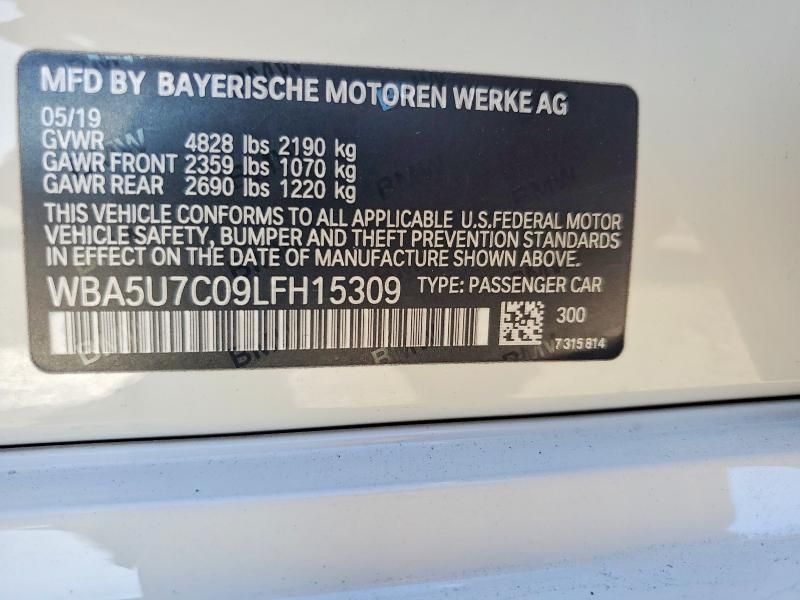 MFD BY BAYERISCHE MOTOREN WERKE AG
05/19
GVWR 4828 lbs 2190 kg
GAWR FRONT 2359 lbs 1070 kg
GAWR REAR 2690 lbs 1220 kg
THIS VEHICLE CONFORMS TO ALL APPLICABLE U.S.FEDERAL MOTOR
VEHICLE SAFETY, BUMPER AND THEFT PREVENTION STANDARDS
IN EFFECT ON THE DATE OF MANUFACTURE SHOWN ABOVE.
WBA5U7C09LFH15309 TYPE: PASSENGER CAR
300
7 315 814